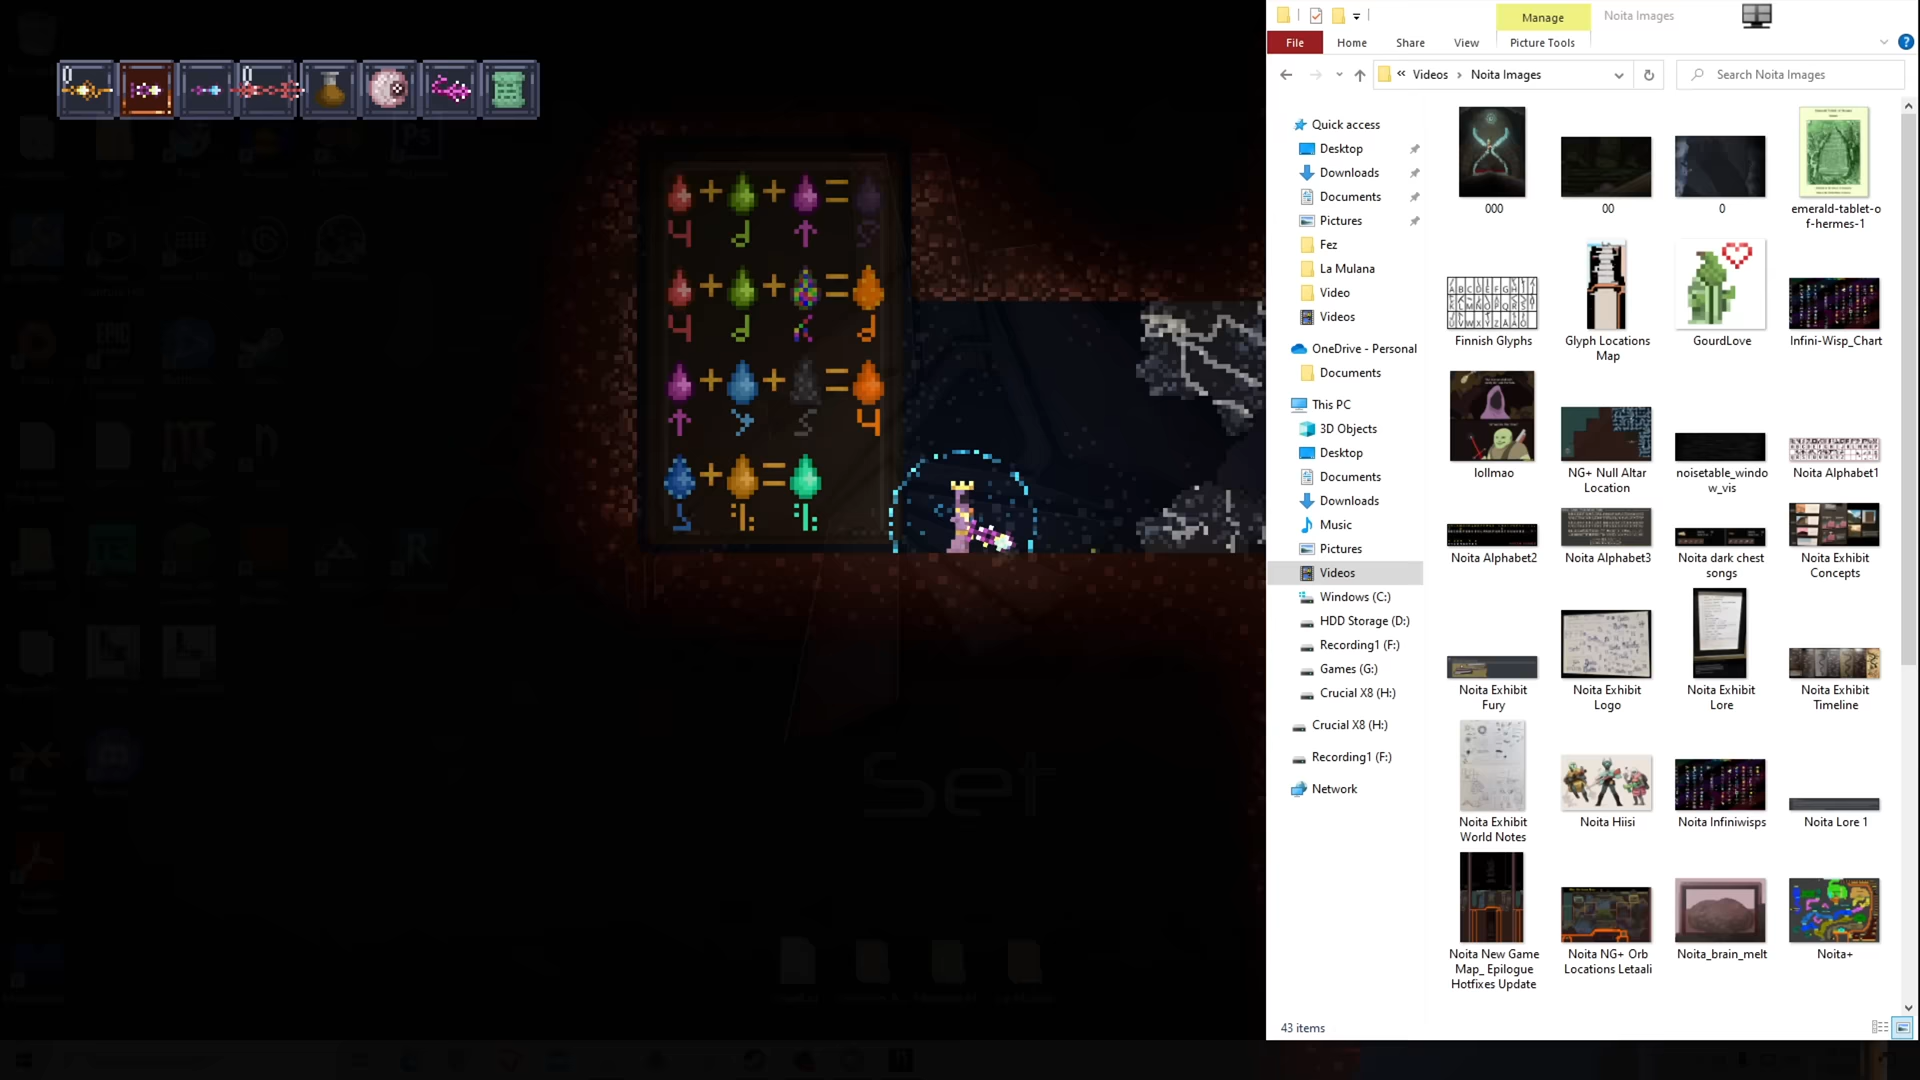 Manage
Noita Images
File
Home
Share
View
Picture Tools
« Videos > Noita Images
Search Noita Images
Quick access
Desktop
Downloads
Documents
Pictures
Fez
La Mulana
Video
Videos
OneDrive - Personal
Documents
This PC
3D Objects
Desktop
Documents
Downloads
Music
Pictures
Videos
Windows (C:)
HDD Storage (D:)
Recording1 (F:)
Games (G:)
Crucial X8 (H:)
Crucial X8 (H:)
Recording1 (F:)
Network
000
00
0
emerald-tablet-o
f-hermes-1
Finnish Glyphs
Glyph Locations
Map
GourdLove
Infini-Wisp_Chart
lollmao
NG+ Null Altar
Location
noisetable_windo
w_vis
Noita Alphabet1
Noita Alphabet2
Noita Alphabet3
Noita dark chest
songs
Noita Exhibit
Concepts
Noita Exhibit
Fury
Noita Exhibit
Logo
Noita Exhibit
Lore
Noita Exhibit
Timeline
Noita Exhibit
World Notes
Noita Hiisi
Noita Infiniwisps
Noita Lore 1
Noita New Game
Map_ Epilogue
Hotfixes Update
Noita NG+ Orb
Locations Letaali
Noita_brain_melt
Noita+
43 items
0
0
+ + =
+ + =
+ + =
+ =
Set
Ps